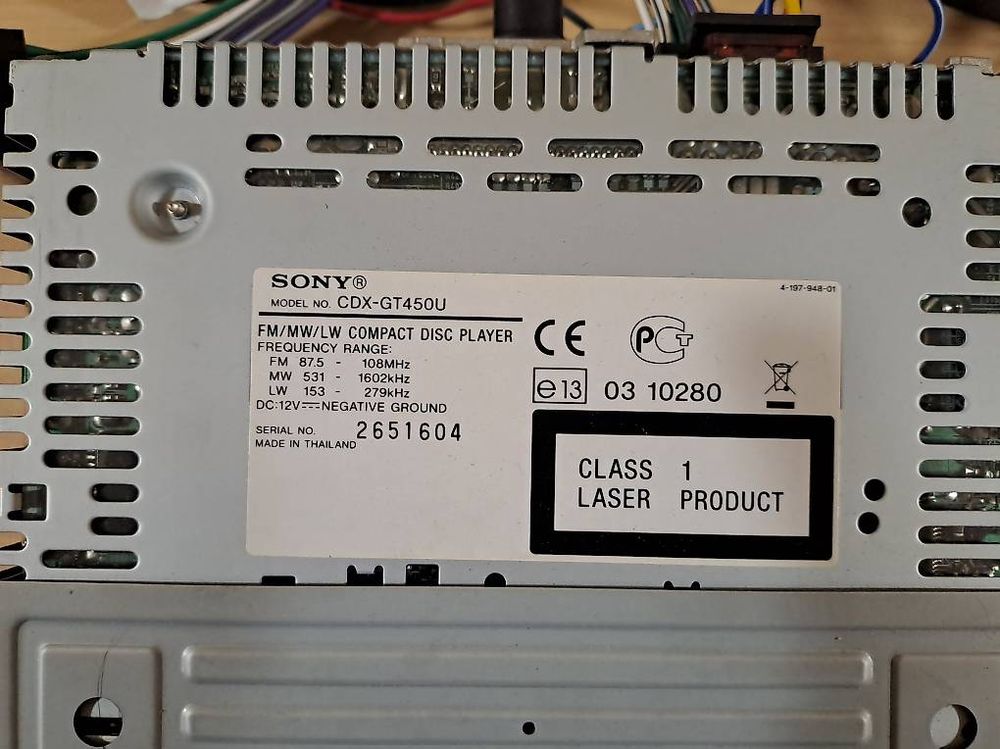 SONY®
4-197-948-01
MODEL NO. CDX-GT450U
FM/MW/LW COMPACT DISC PLAYER
FREQUENCY RANGE:
FM 87.5 - 108MHz
MW 531 - 1602kHz
LW 153 - 279kHz
DC:12V⎓NEGATIVE GROUND
SERIAL NO. 2651604
MADE IN THAILAND
CE
РСТ
e13 03 10280
CLASS 1
LASER PRODUCT